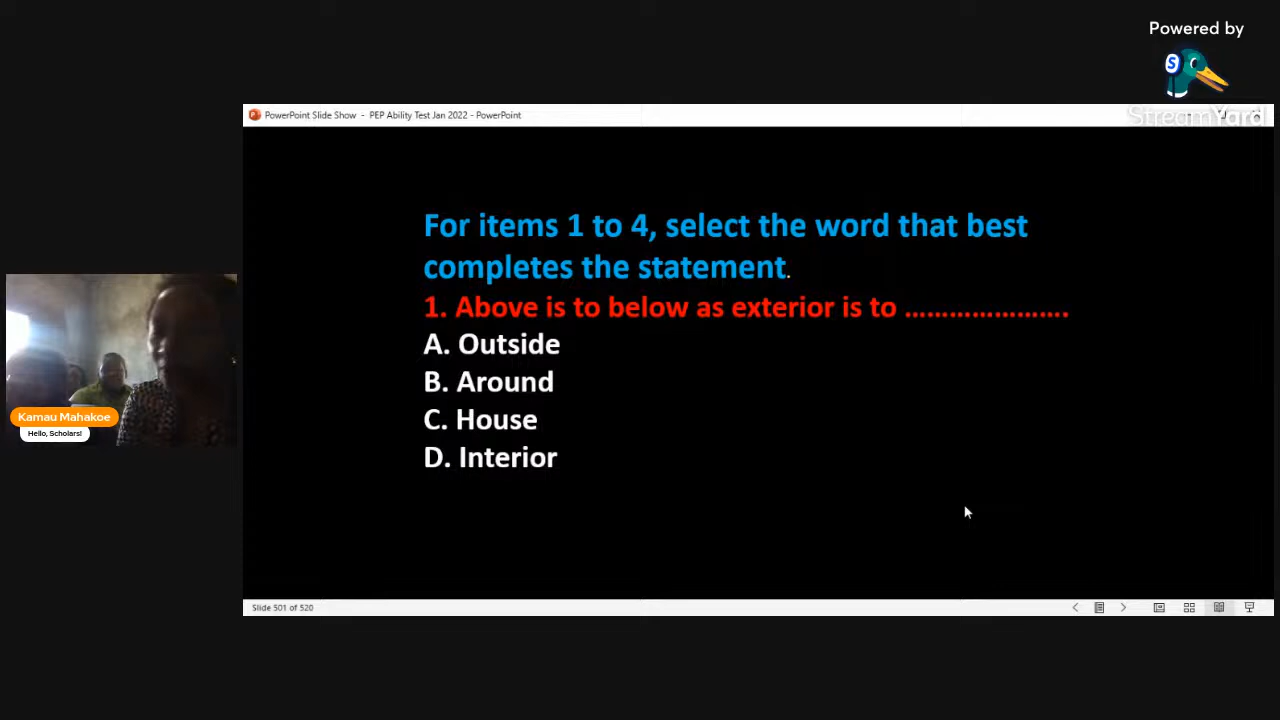 Powered by
StreamYard
PowerPoint Slide Show - PEP Ability Test Jan 2022 - PowerPoint
For items 1 to 4, select the word that best
completes the statement.
1. Above is to below as exterior is to ………………….
A. Outside
B. Around
C. House
D. Interior
Kamau Mahakoe
Hello, Scholars!
Slide 501 of 520